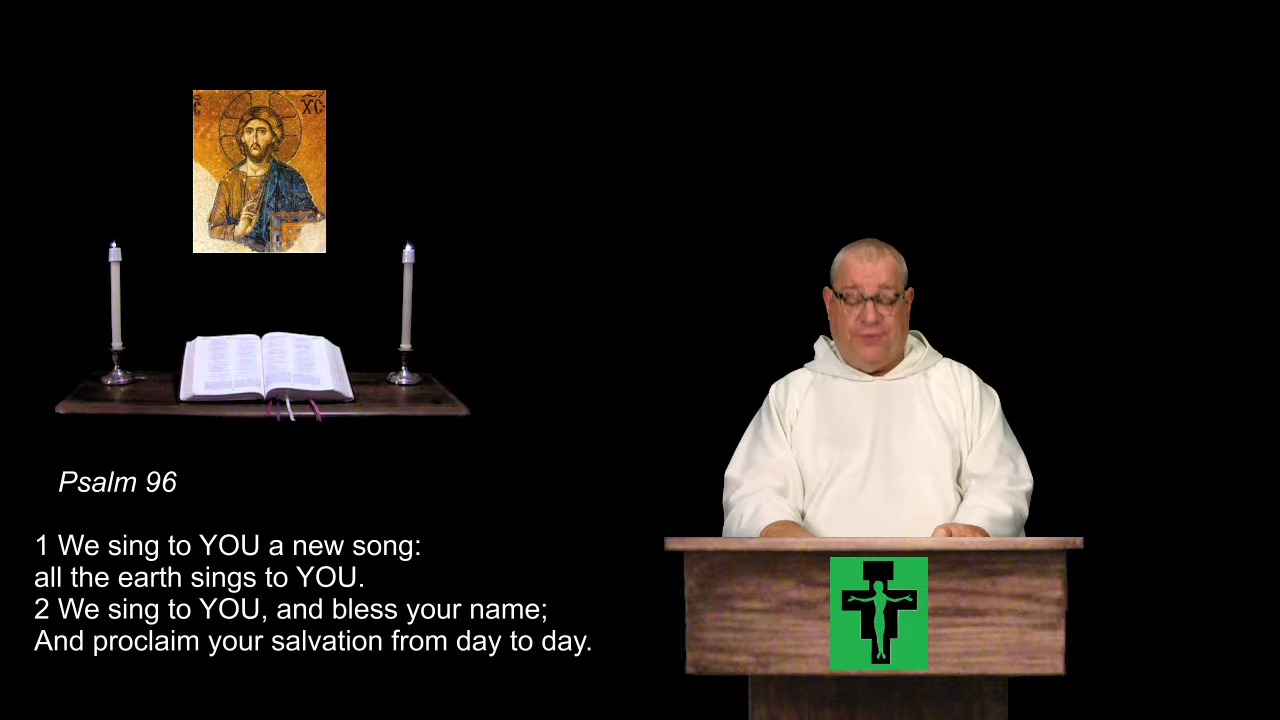 XC
Psalm 96
1 We sing to YOU a new song:
all the earth sings to YOU.
2 We sing to YOU, and bless your name;
And proclaim your salvation from day to day.